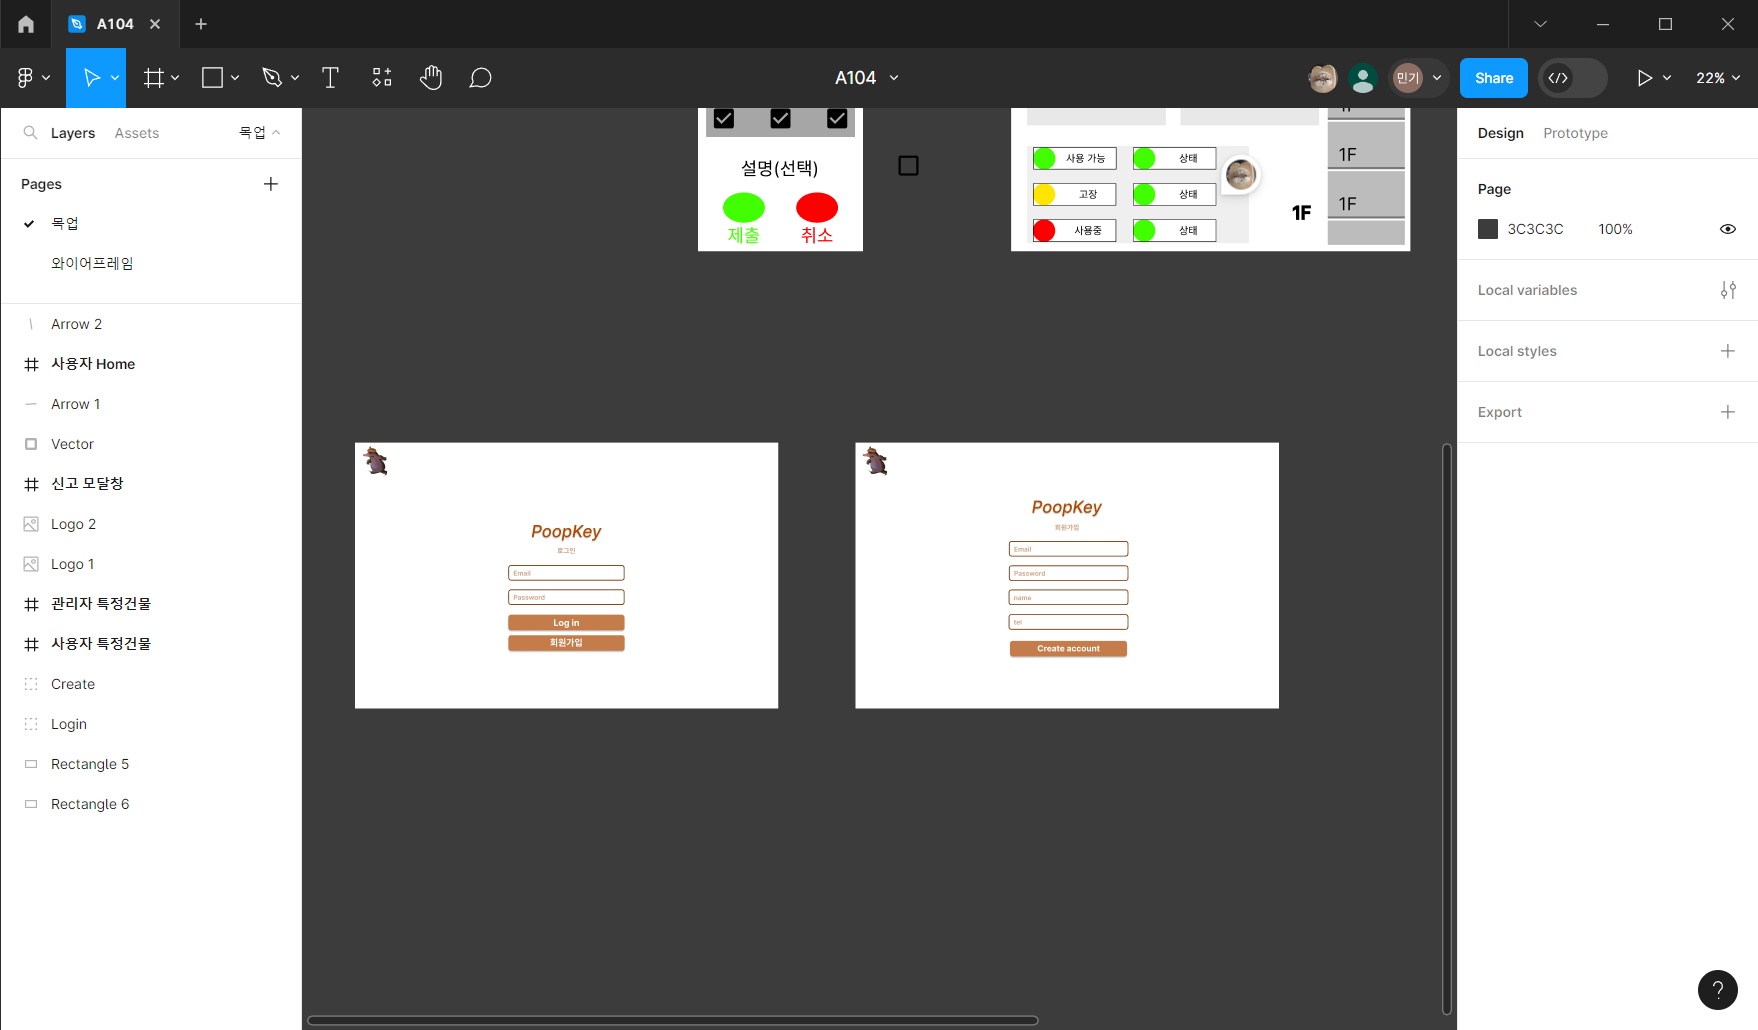 A104
A104
민기
Share
22%
Layers
Assets
목업
Pages
목업
와이어프레임
Arrow 2
사용자 Home
Arrow 1
Vector
신고 모달창
Logo 2
Logo 1
관리자 특정건물
사용자 특정건물
Create
Login
Rectangle 5
Rectangle 6
설명(선택)
제출
취소
사용 가능
상태
고장
상태
사용중
상태
1F
1F
1F
PoopKey
로그인
Email
Password
Log in
회원가입
PoopKey
회원가입
Email
Password
name
tel
Create account
Design
Prototype
Page
3C3C3C
100%
Local variables
Local styles
Export
?